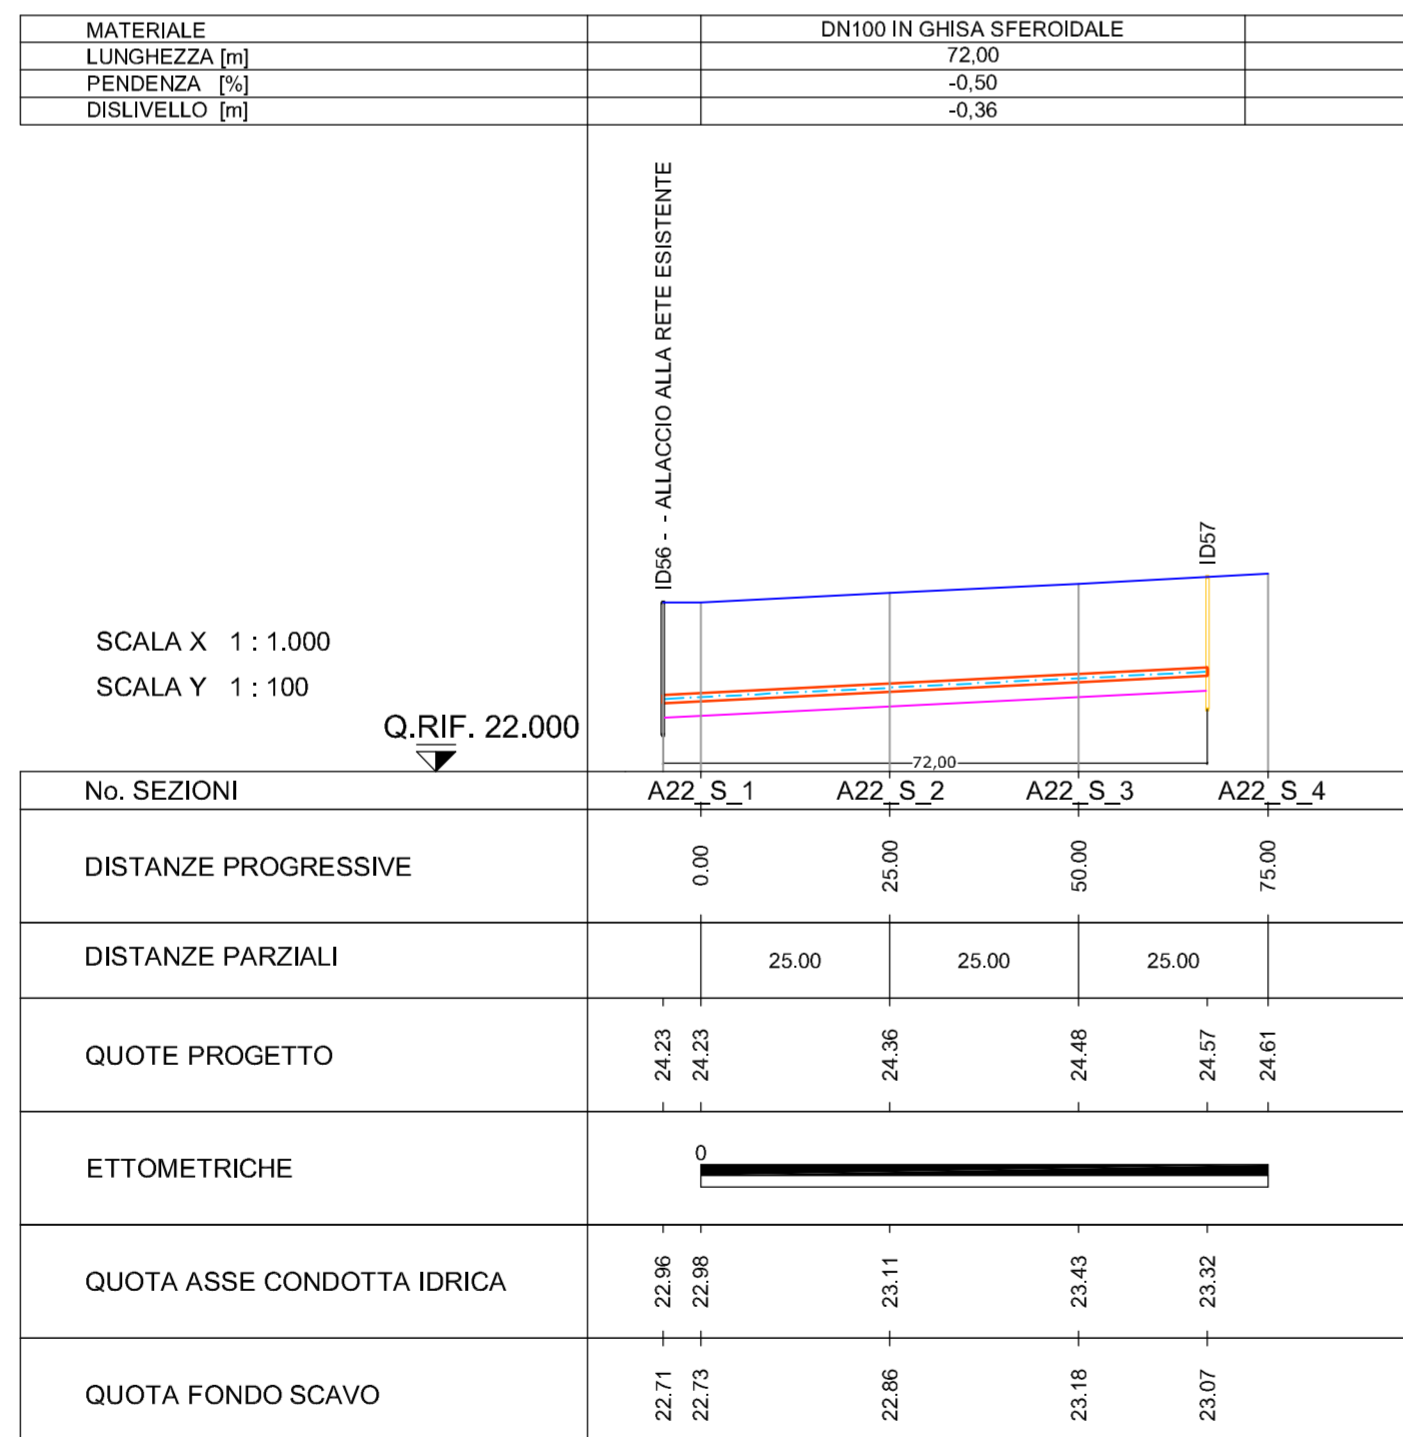 MATERIALE DN100 IN GHISA SFEROIDALE
LUNGHEZZA [m] 72,00
PENDENZA [%] -0,50
DISLIVELLO [m] -0,36
ID56 - - ALLACCIO ALLA RETE ESISTENTE
ID57
SCALA X 1 : 1.000
SCALA Y 1 : 100
Q.RIF. 22.000
72,00
No. SEZIONI A22_S_1 A22_S_2 A22_S_3 A22_S_4
DISTANZE PROGRESSIVE 0.00 25.00 50.00 75.00
DISTANZE PARZIALI 25.00 25.00 25.00
QUOTE PROGETTO 24.23 24.23 24.36 24.48 24.57 24.61
ETTOMETRICHE 0
QUOTA ASSE CONDOTTA IDRICA 22.96 22.98 23.11 23.43 23.32
QUOTA FONDO SCAVO 22.71 22.73 22.86 23.18 23.07